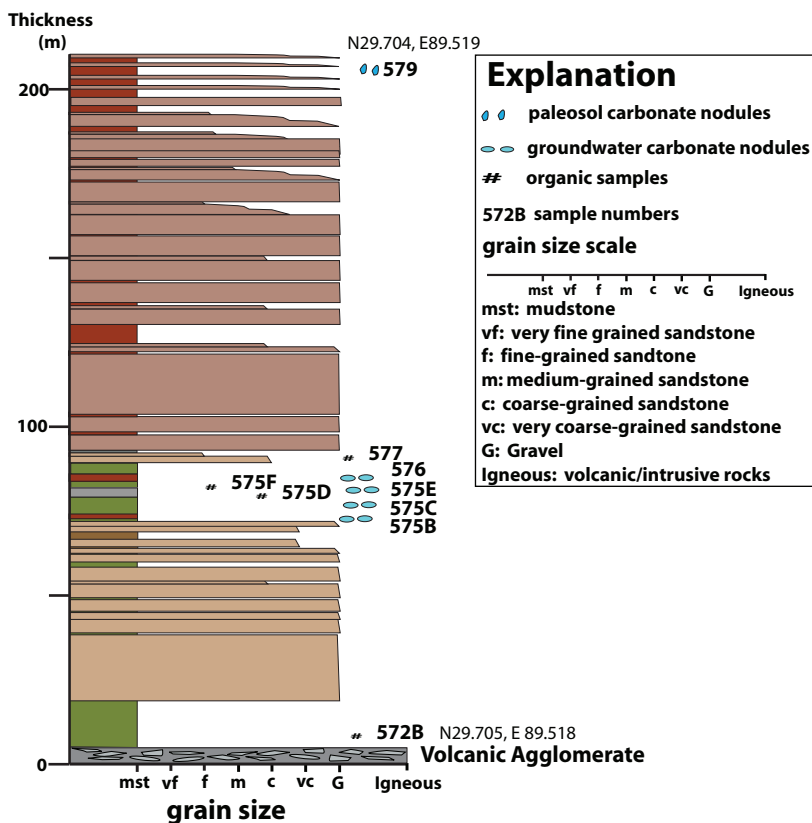 Thickness
(m)
N29.704, E89.519
579
200
100
577
576
575F
575D
575E
575C
575B
572B N29.705, E 89.518
Volcanic Agglomerate
0
mst vf f m c vc G Igneous
grain size
Explanation
paleosol carbonate nodules
groundwater carbonate nodules
# organic samples
572B sample numbers
grain size scale
mst vf f m c vc G Igneous
mst: mudstone
vf: very fine grained sandstone
f: fine-grained sandtone
m: medium-grained sandstone
c: coarse-grained sandstone
vc: very coarse-grained sandstone
G: Gravel
Igneous: volcanic/intrusive rocks